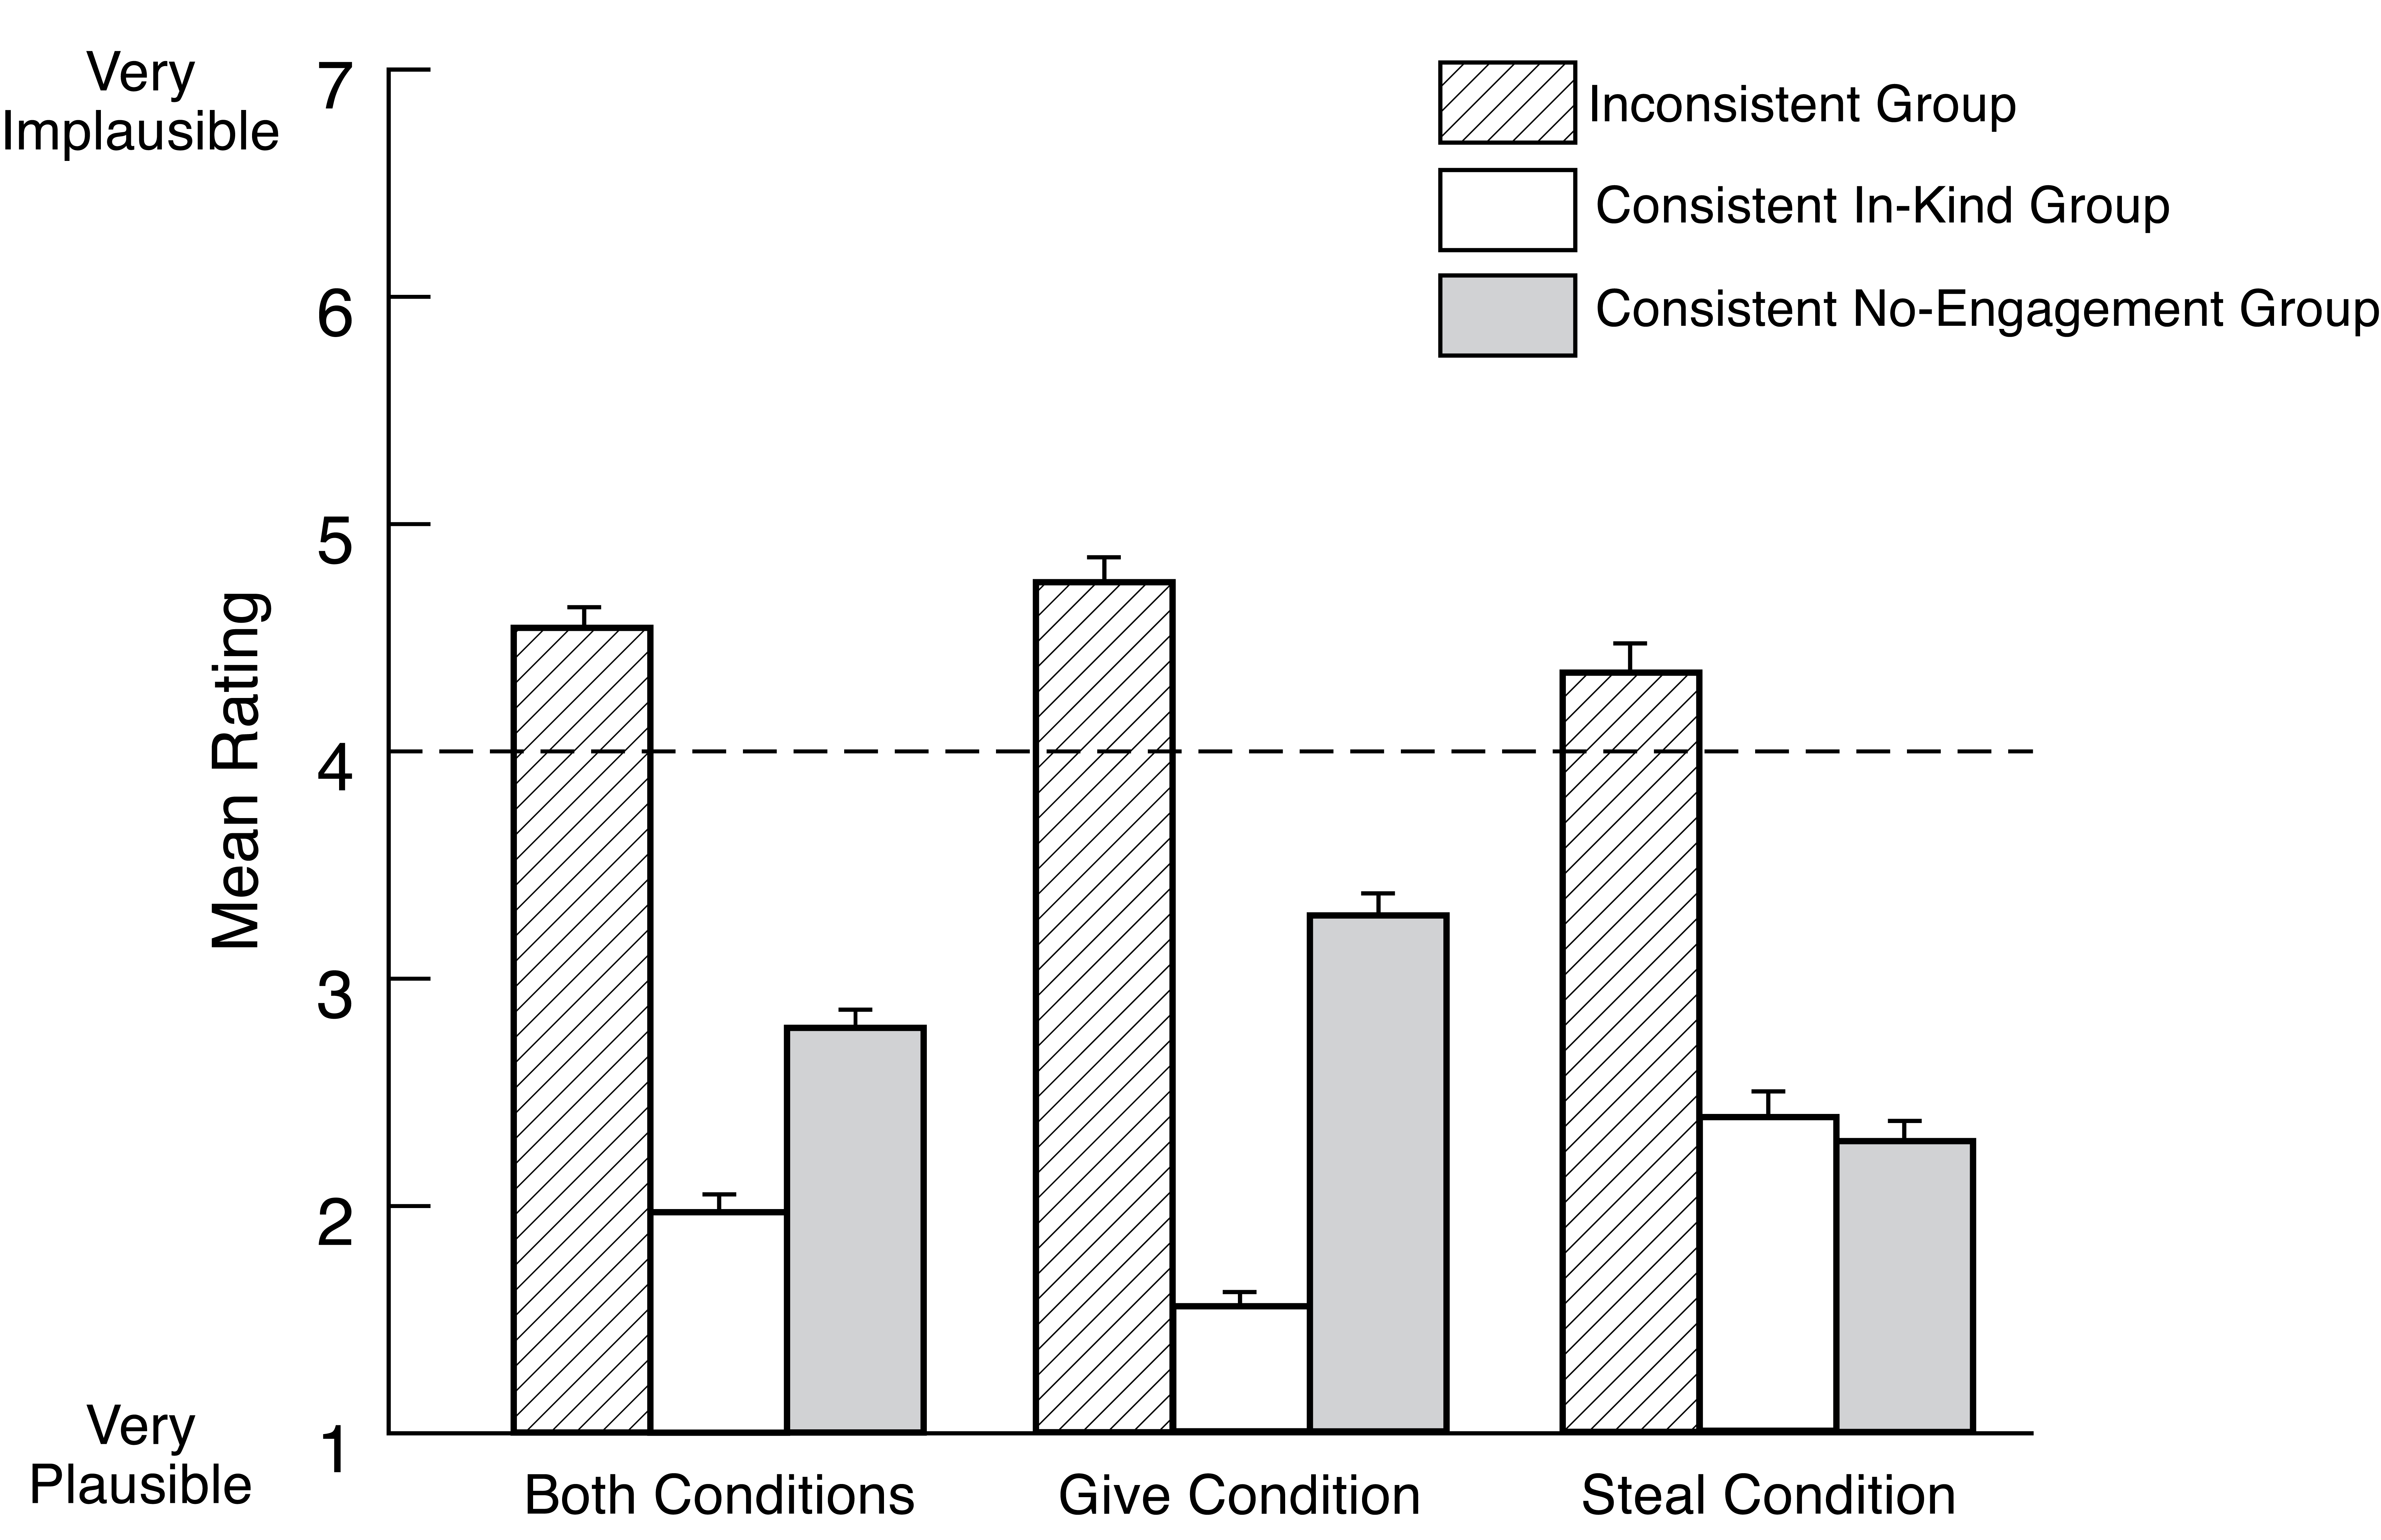 Very
Implausible
7
6
5
4
3
2
1
Mean Rating
Very
Plausible
Inconsistent Group
Consistent In-Kind Group
Consistent No-Engagement Group
Both Conditions
Give Condition
Steal Condition